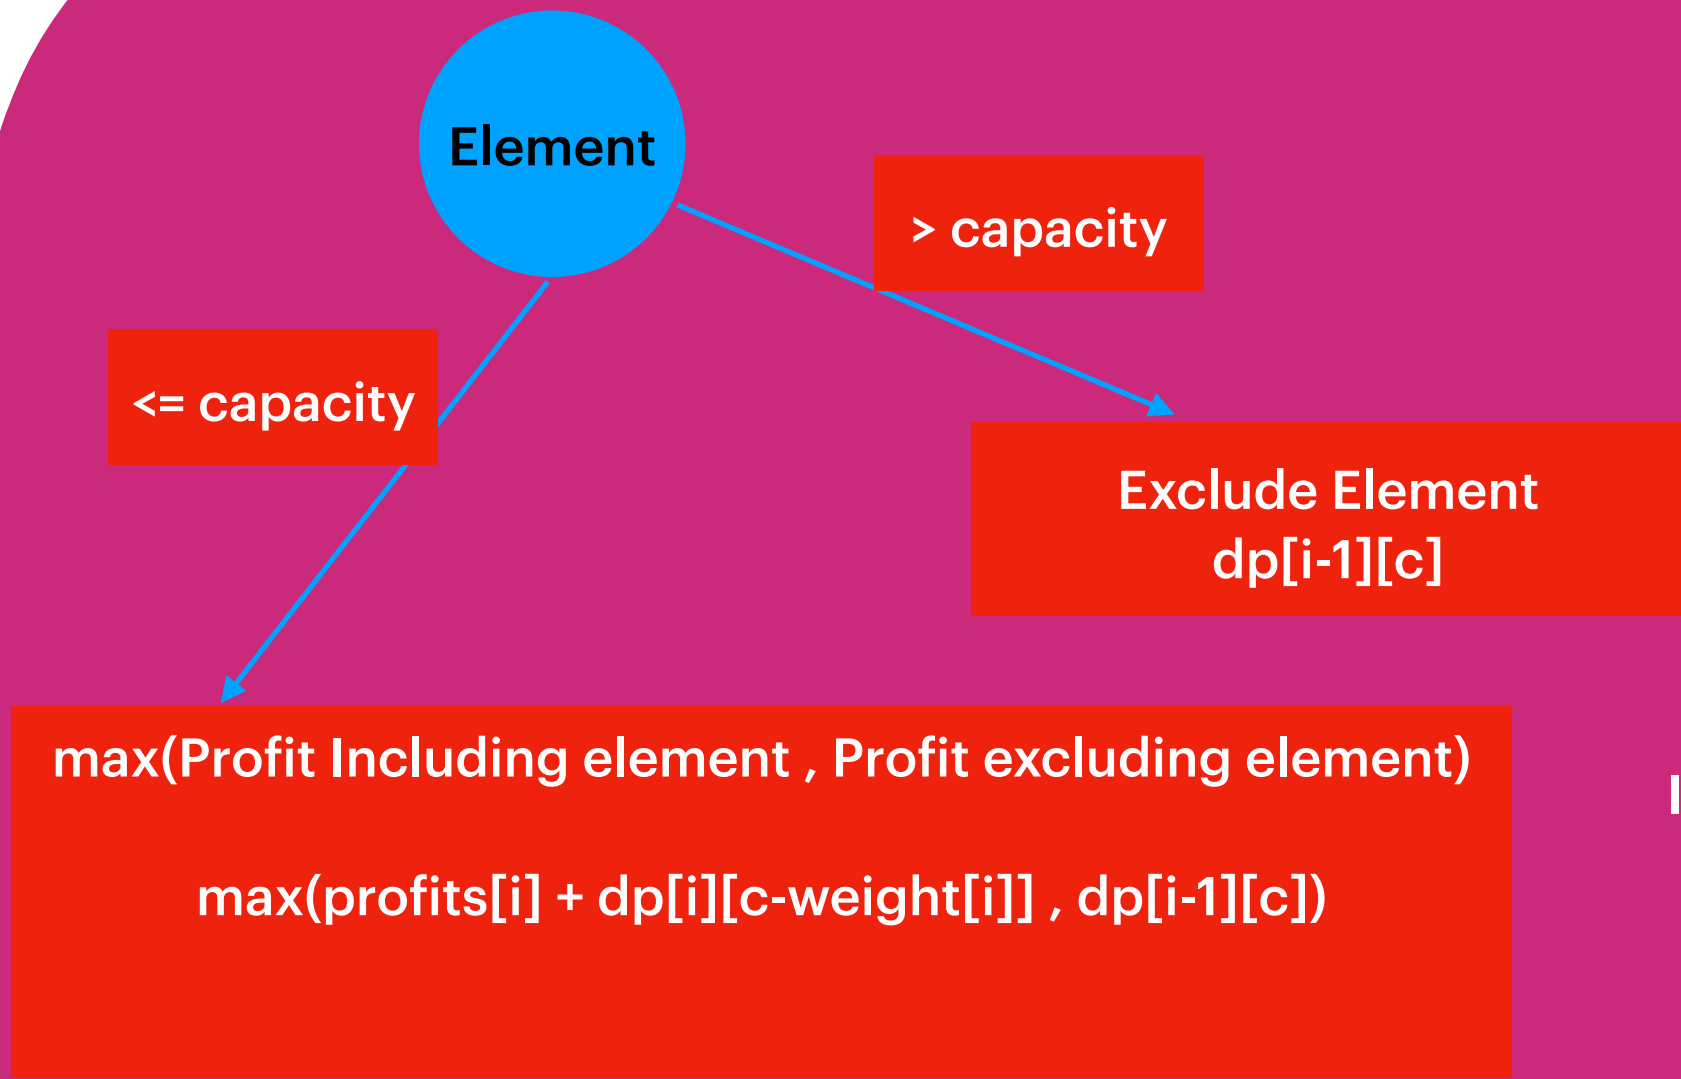 Element
> capacity
<= capacity
Exclude Element
dp[i-1][c]
max(Profit Including element , Profit excluding element)
max(profits[i] + dp[i][c-weight[i]] , dp[i-1][c])